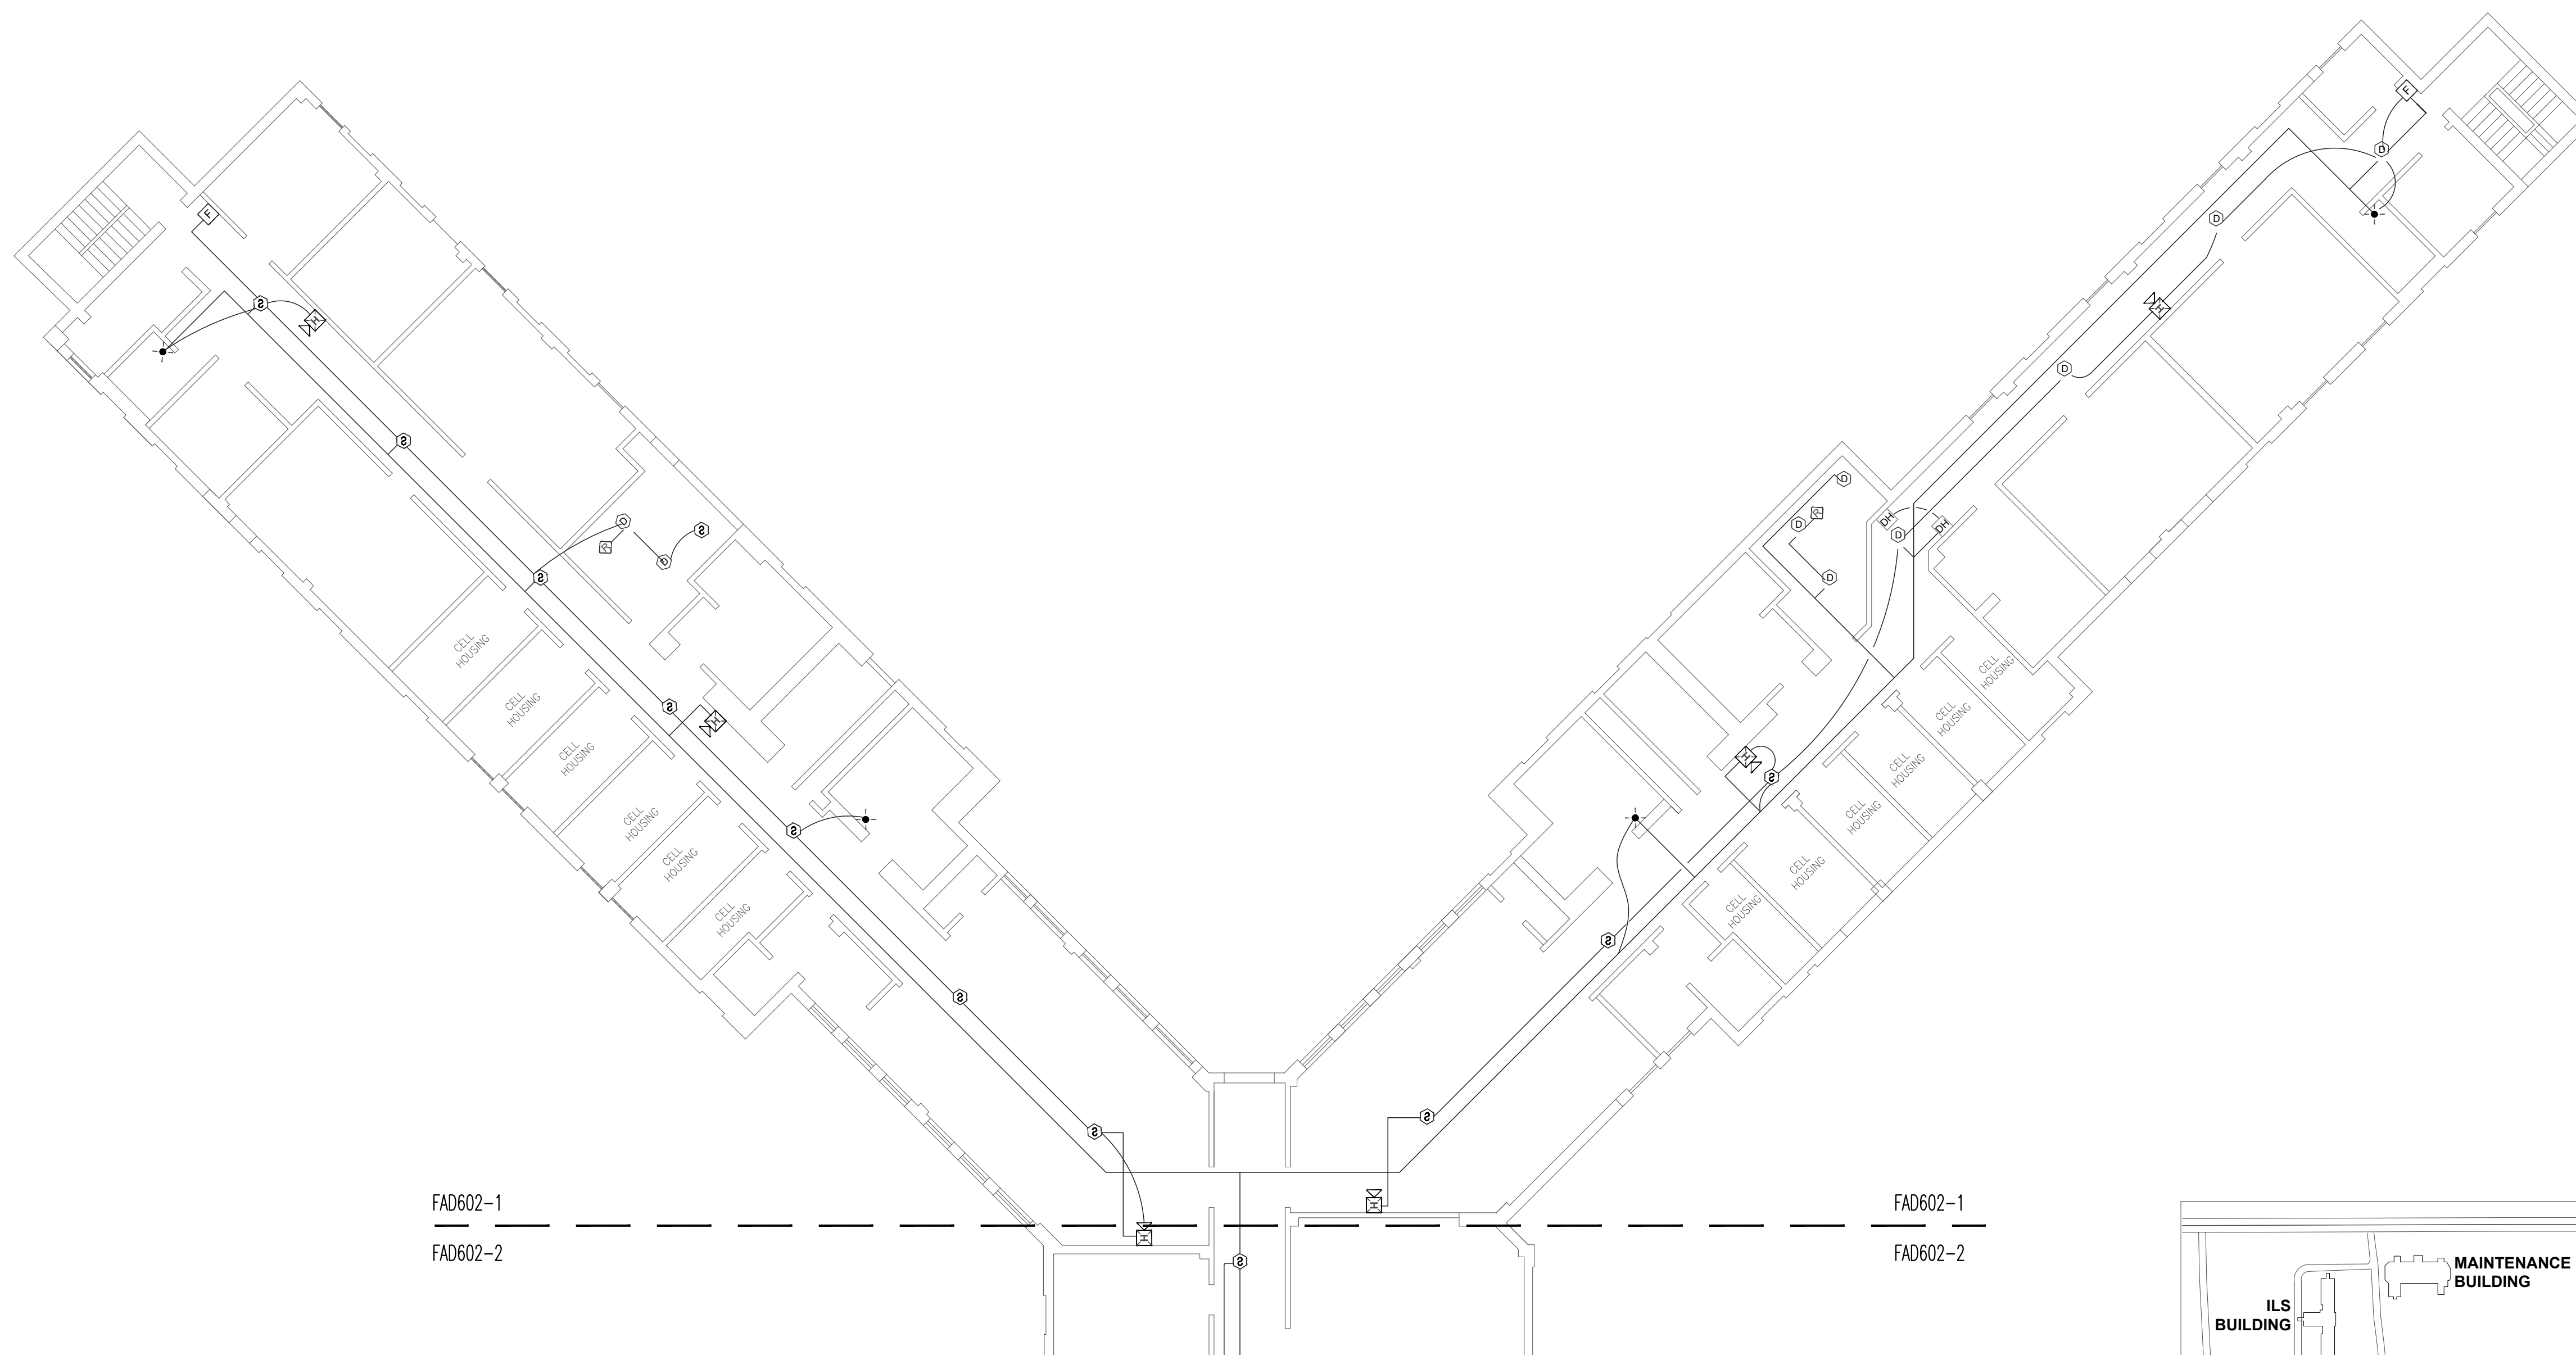 F
F
D
D
S
H
H
D
S
D
R
D
D
R
DH
DH
S
D
D
S
D
D
CELL
HOUSING
CELL
HOUSING
CELL
HOUSING
CELL
HOUSING
CELL
HOUSING
CELL
HOUSING
S
H
S
S
S
H
S
S
S
S
CELL
HOUSING
CELL
HOUSING
CELL
HOUSING
CELL
HOUSING
CELL
HOUSING
CELL
HOUSING
FAD602-1
FAD602-1
H
H
FAD602-2
FAD602-2
S
MAINTENANCE
BUILDING
ILS
BUILDING